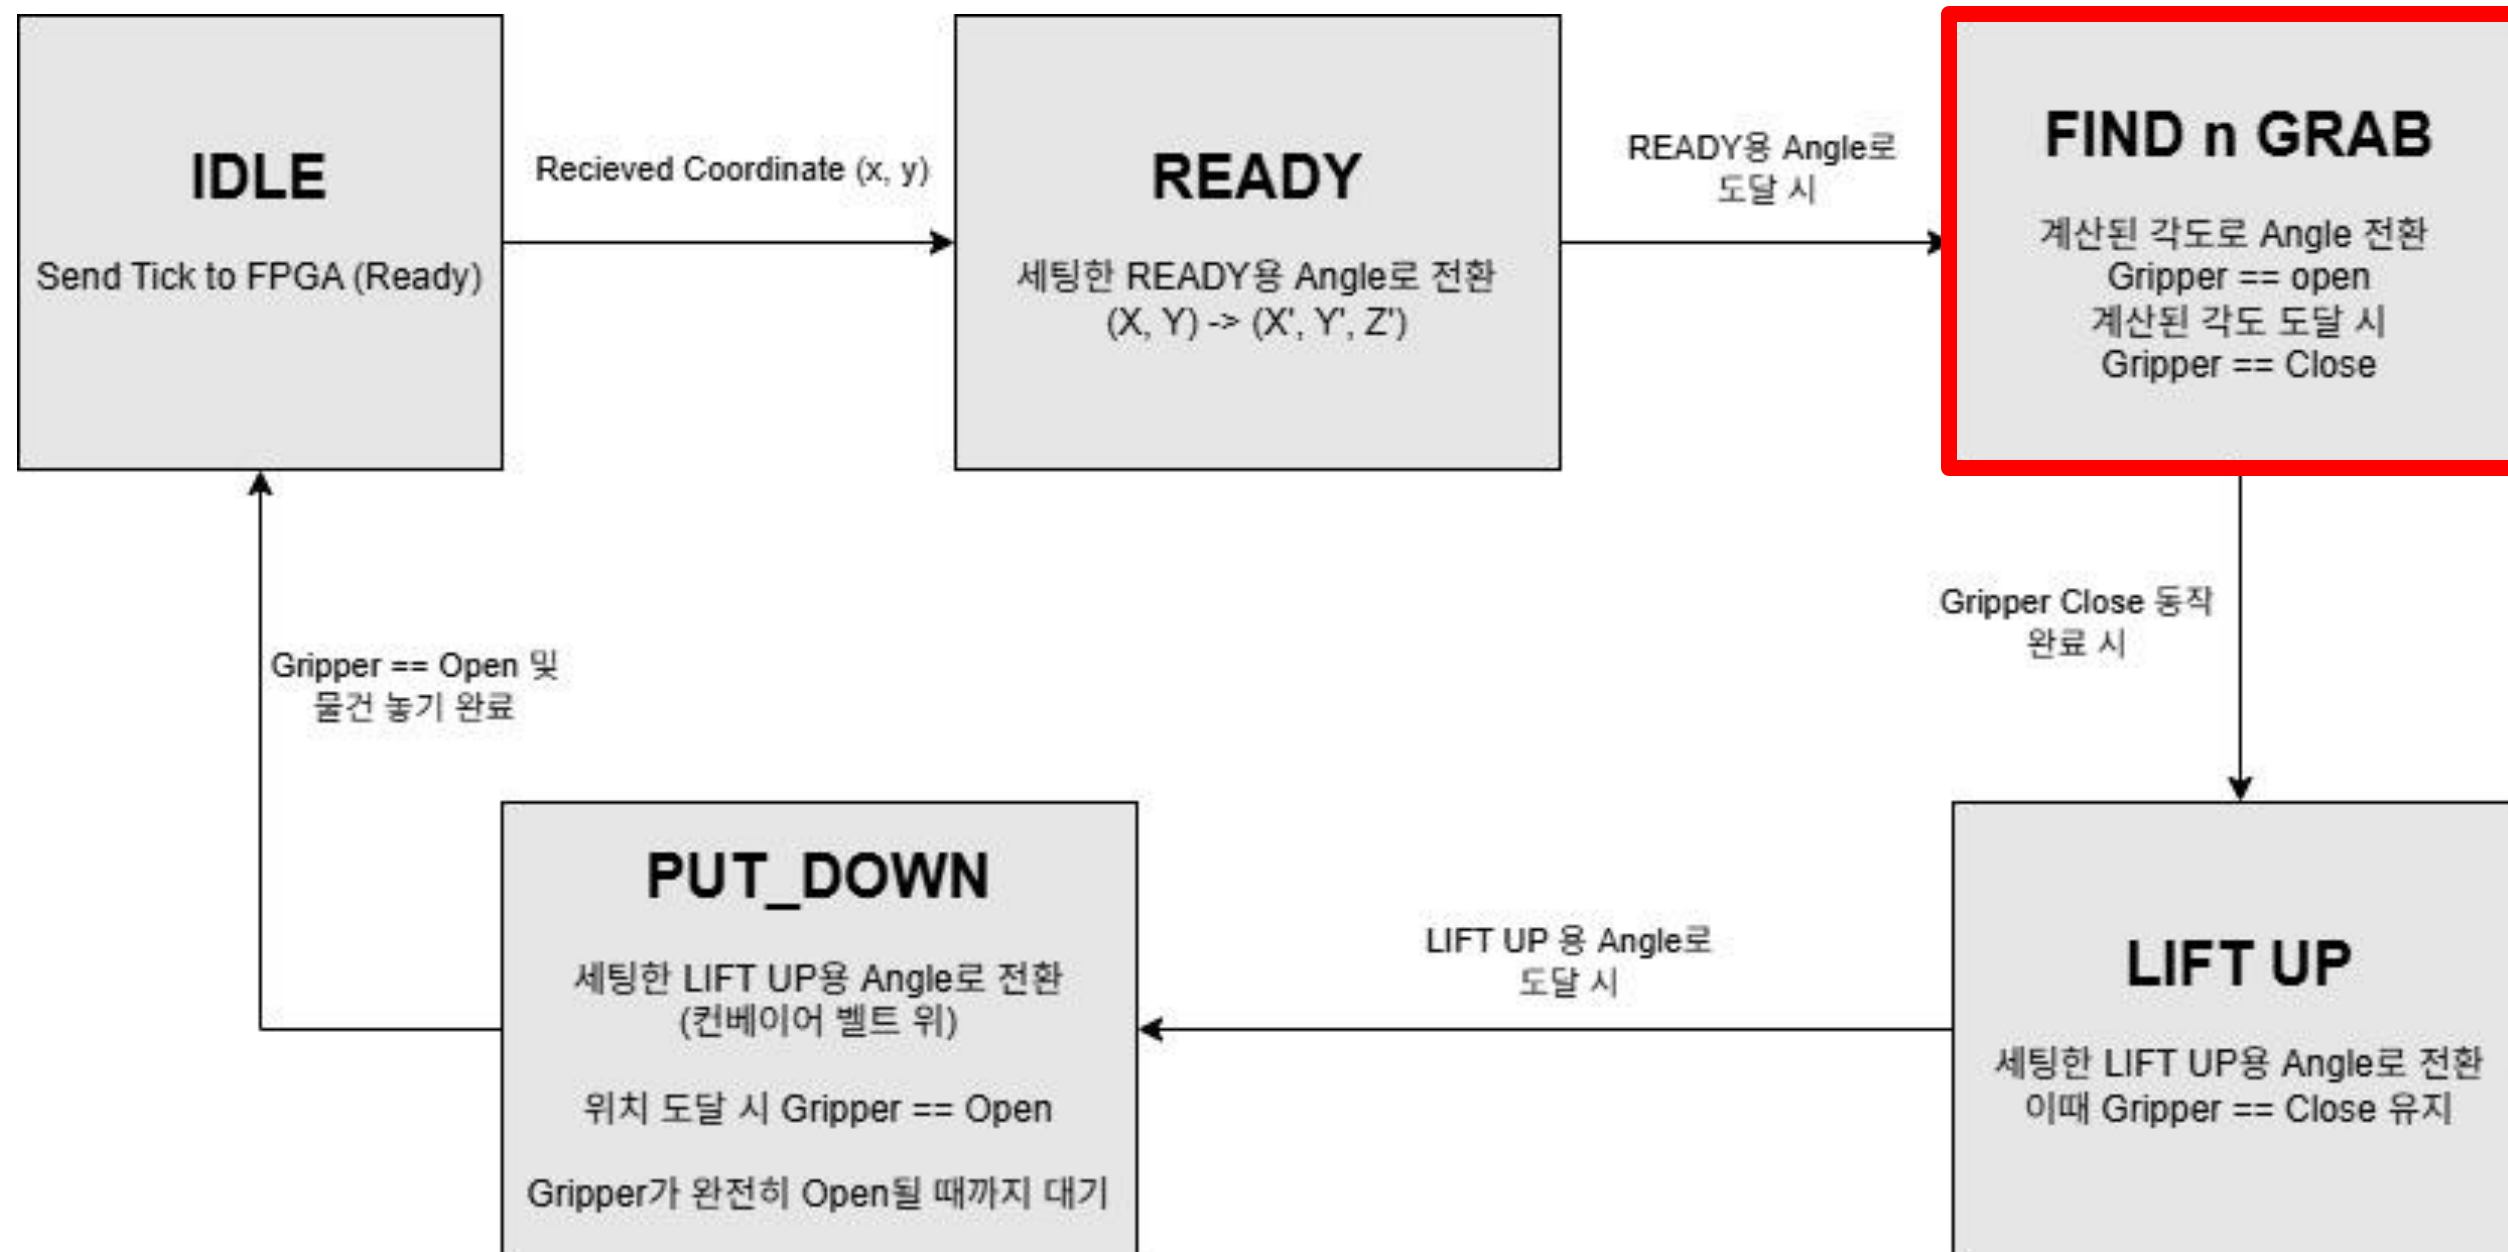 IDLE
Send Tick to FPGA (Ready)
Recieved Coordinate (x, y)
READY
세팅한 READY용 Angle로 전환
(X, Y) -> (X', Y', Z')
READY용 Angle로
도달 시
FIND n GRAB
계산된 각도로 Angle 전환
Gripper == open
계산된 각도 도달 시
Gripper == Close
Gripper Close 동작
완료 시
LIFT UP
세팅한 LIFT UP용 Angle로 전환
이때 Gripper == Close 유지
LIFT UP 용 Angle로
도달 시
PUT_DOWN
세팅한 LIFT UP용 Angle로 전환
(컨베이어 벨트 위)
위치 도달 시 Gripper == Open
Gripper가 완전히 Open될 때까지 대기
Gripper == Open 및
물건 놓기 완료